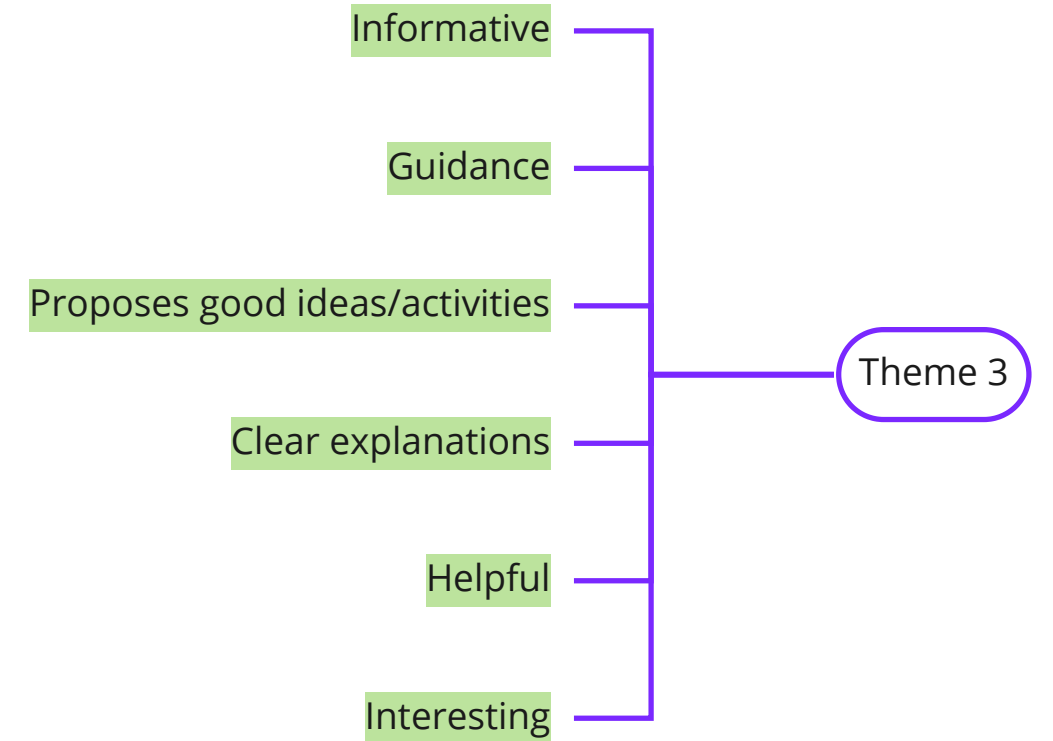 Informative
Guidance
Proposes good ideas/activities
Theme 3
Clear explanations
Helpful
Interesting